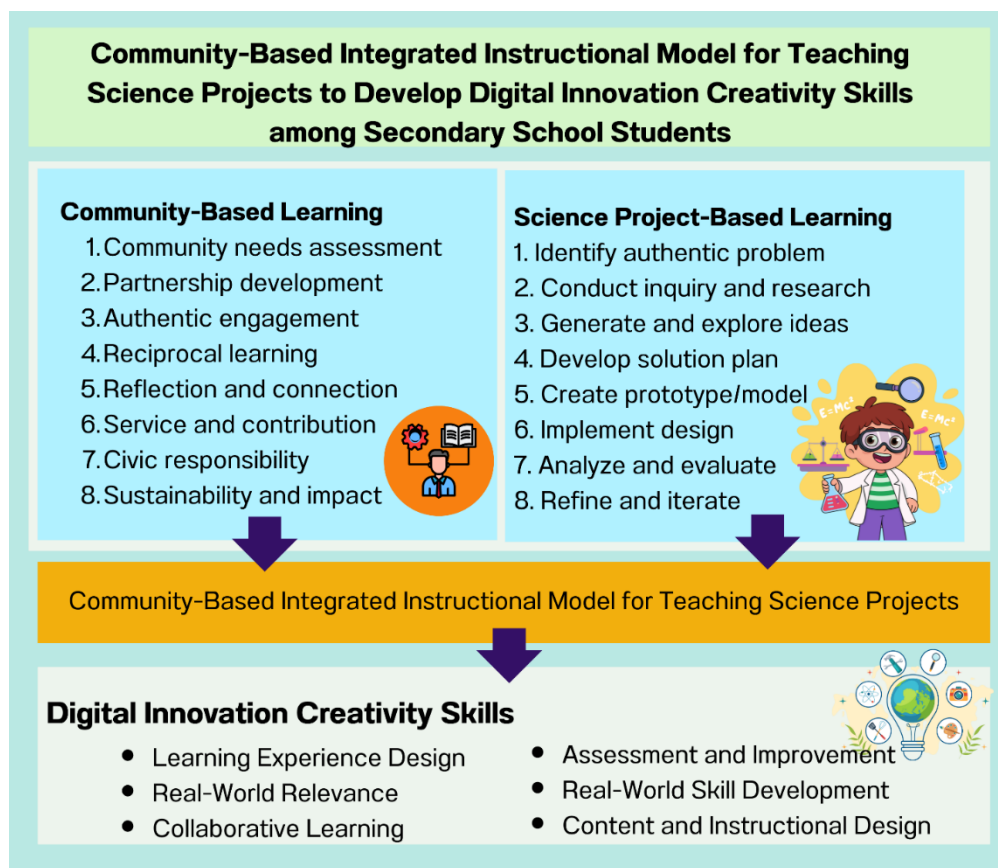 Community-Based Integrated Instructional Model for Teaching
Science Projects to Develop Digital Innovation Creativity Skills
among Secondary School Students
Community-Based Learning
1. Community needs assessment
2. Partnership development
3. Authentic engagement
4. Reciprocal learning
5. Reflection and connection
6. Service and contribution
7. Civic responsibility
8. Sustainability and impact
Science Project-Based Learning
1. Identify authentic problem
2. Conduct inquiry and research
3. Generate and explore ideas
4. Develop solution plan
5. Create prototype/model
6. Implement design
7. Analyze and evaluate
8. Refine and iterate
E=MC²
E=MC²
Community-Based Integrated Instructional Model for Teaching Science Projects
Digital Innovation Creativity Skills
• Learning Experience Design
• Real-World Relevance
• Collaborative Learning
• Assessment and Improvement
• Real-World Skill Development
• Content and Instructional Design